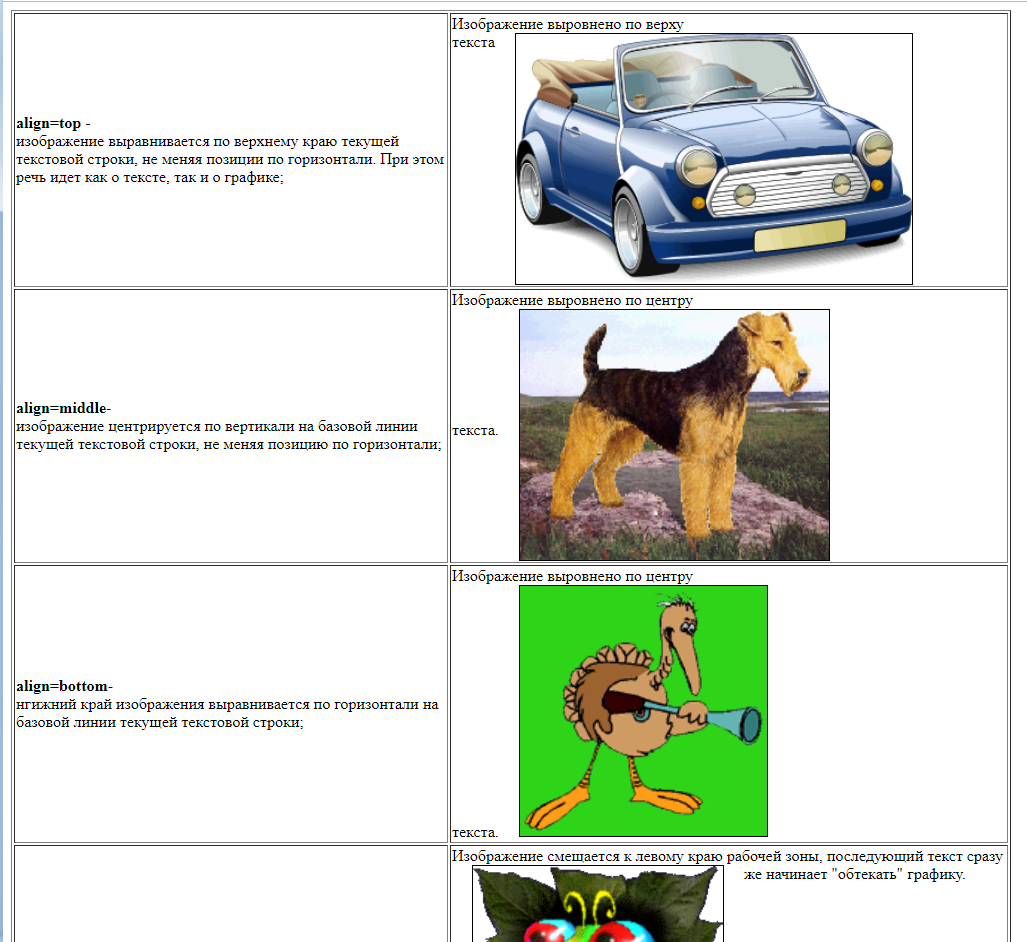 align=top -
изображение выравнивается по верхнему краю текущей
текстовой строки, не меняя позиции по горизонтали. При этом
речь идет как о тексте, так и о графике;
Изображение выровнено по верху
текста
align=middle-
изображение центрируется по вертикали на базовой линии
текущей текстовой строки, не меняя позицию по горизонтали;
Изображение выровнено по центру
текста.
align=bottom-
нгижний край изображения выравнивается по горизонтали на
базовой линии текущей текстовой строки;
Изображение выровнено по центру
текста.
Изображение смещается к левому краю рабочей зоны, последующий текст сразу
же начинает "обтекать" графику.